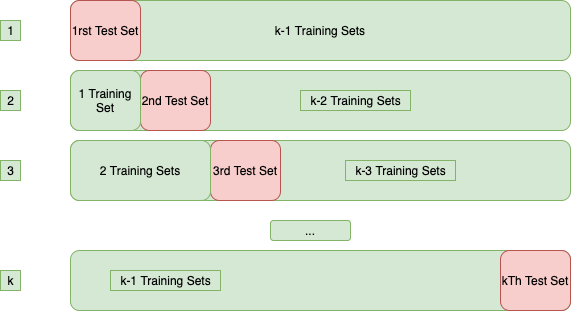 1
1rst Test Set
k-1 Training Sets
2
1 Training
Set
2nd Test Set
k-2 Training Sets
3
2 Training Sets
3rd Test Set
k-3 Training Sets
...
k
k-1 Training Sets
kTh Test Set